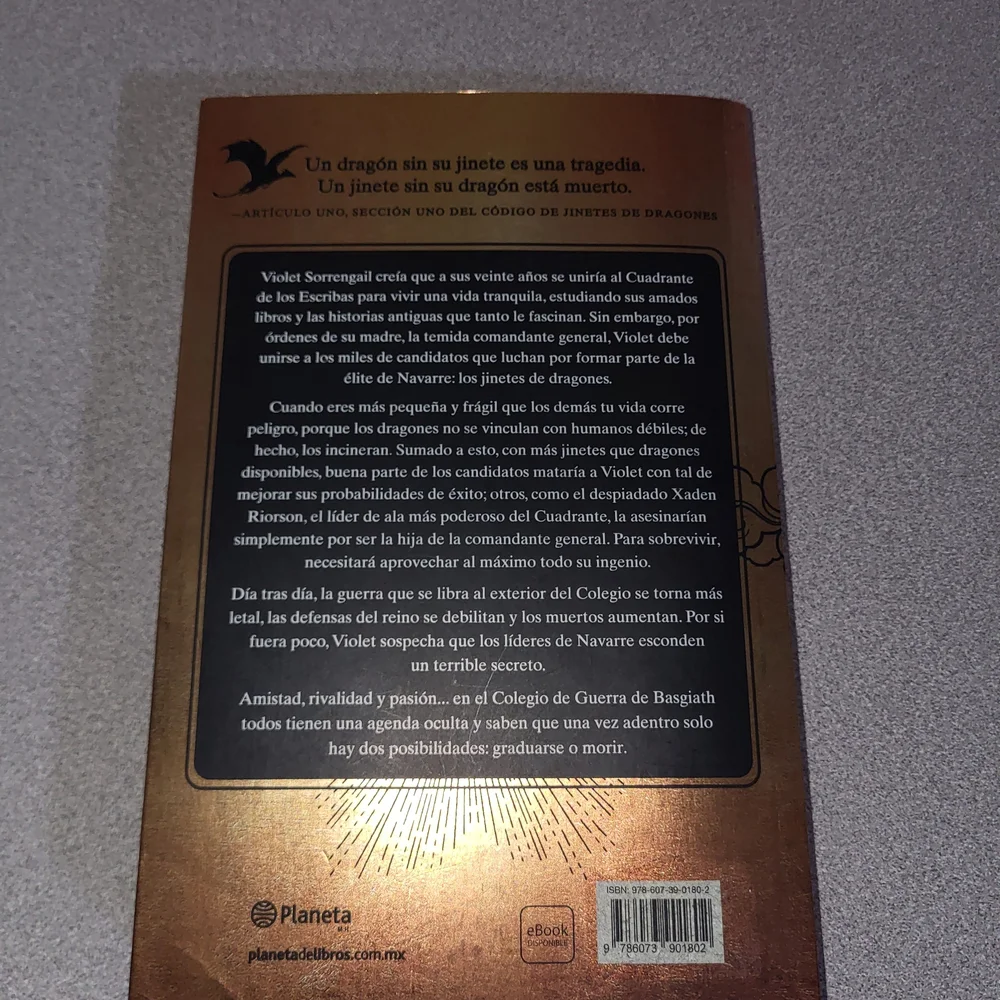 Un dragón sin su jinete es una tragedia.
Un jinete sin su dragón está muerto.
—ARTÍCULO UNO, SECCIÓN UNO DEL CÓDIGO DE JINETES DE DRAGONES
Violet Sorrengail creía que a sus veinte años se uniría al Cuadrante
de los Escribas para vivir una vida tranquila, estudiando sus amados
libros y las historias antiguas que tanto le fascinan. Sin embargo, por
órdenes de su madre, la temida comandante general, Violet debe
unirse a los miles de candidatos que luchan por formar parte de la
élite de Navarre: los jinetes de dragones.
Cuando eres más pequeña y frágil que los demás tu vida corre
peligro, porque los dragones no se vinculan con humanos débiles; de
hecho, los incineran. Sumado a esto, con más jinetes que dragones
disponibles, buena parte de los candidatos mataría a Violet con tal de
mejorar sus probabilidades de éxito; otros, como el despiadado Xaden
Riorson, el líder de ala más poderoso del Cuadrante, la asesinarían
simplemente por ser la hija de la comandante general. Para sobrevivir,
necesitará aprovechar al máximo todo su ingenio.
Día tras día, la guerra que se libra al exterior del Colegio se torna más
letal, las defensas del reino se debilitan y los muertos aumentan. Por si
fuera poco, Violet sospecha que los líderes de Navarre esconden
un terrible secreto.
Amistad, rivalidad y pasión... en el Colegio de Guerra de Basgiath
todos tienen una agenda oculta y saben que una vez adentro solo
hay dos posibilidades: graduarse o morir.
Planeta
planetadelibros.com.mx
eBook
DISPONIBLE
ISBN: 978-607-39-0180-2
9 786073 901802